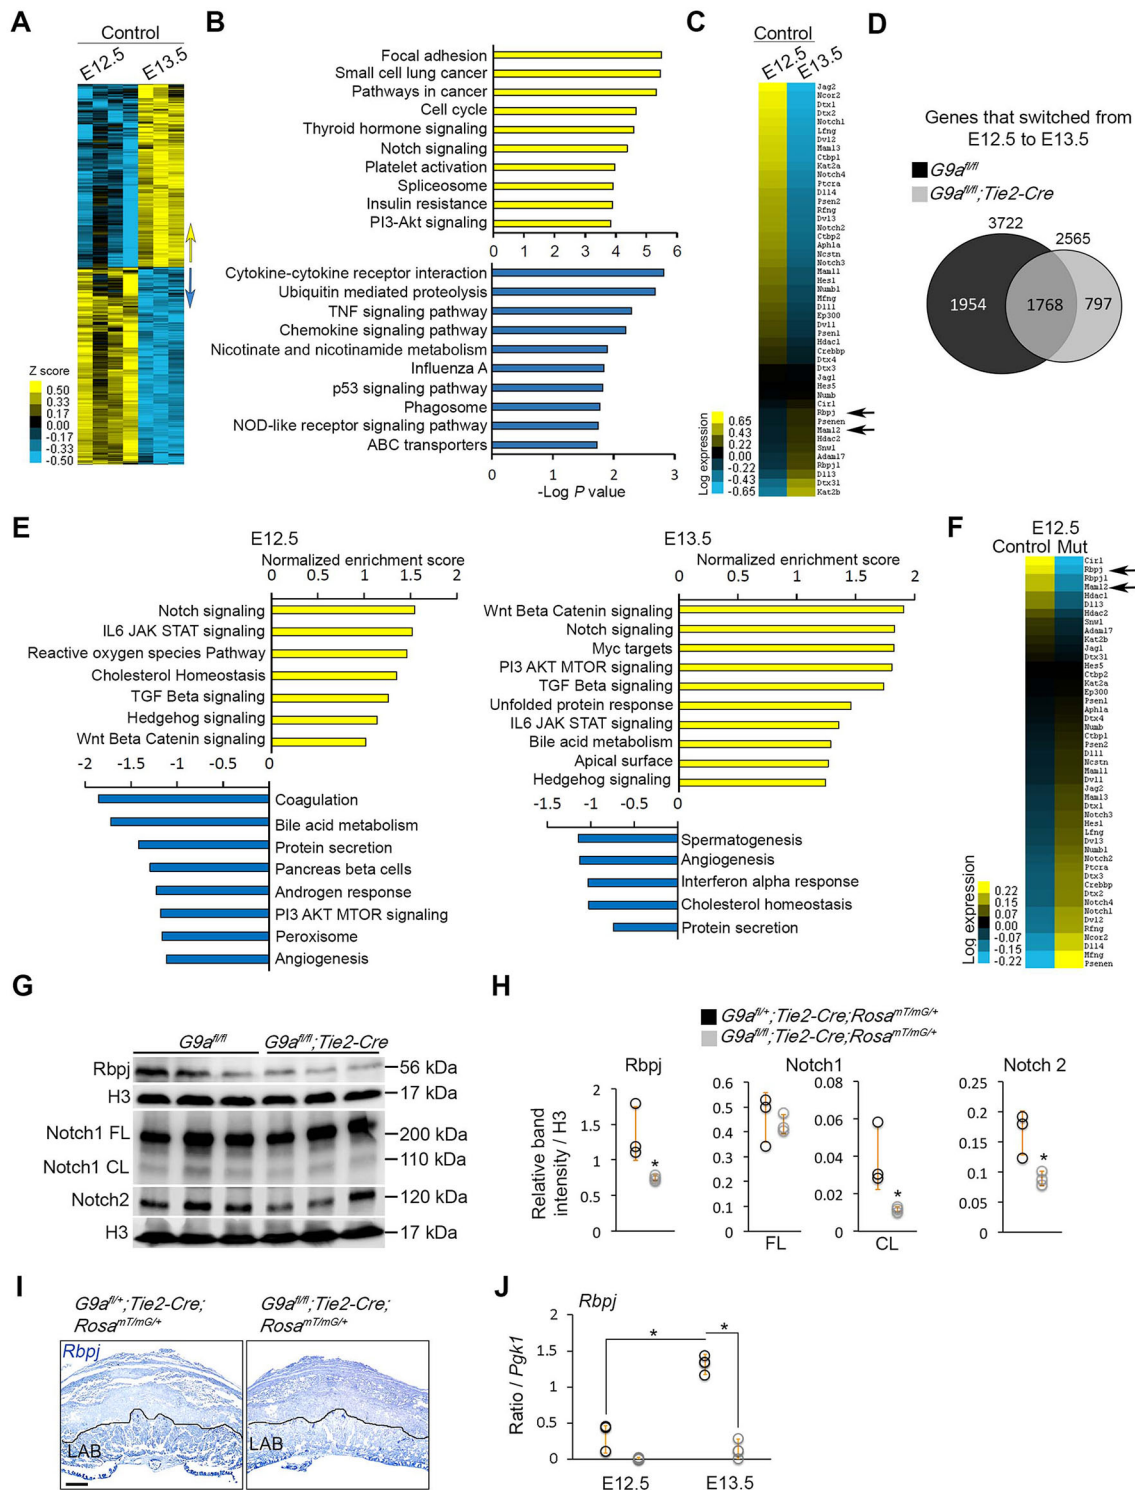 A
Control
E12.5
E13.5
Z score
0.50
0.33
0.17
0.00
-0.17
-0.33
-0.50
B
Focal adhesion
Small cell lung cancer
Pathways in cancer
Cell cycle
Thyroid hormone signaling
Notch signaling
Platelet activation
Spliceosome
Insulin resistance
PI3-Akt signaling
0 1 2 3 4 5 6
Cytokine-cytokine receptor interaction
Ubiquitin mediated proteolysis
TNF signaling pathway
Chemokine signaling pathway
Nicotinate and nicotinamide metabolism
Influenza A
p53 signaling pathway
Phagosome
NOD-like receptor signaling pathway
ABC transporters
0 1 2 3
-Log P value
C
Control
E12.5
E13.5
Jag2
Ncor2
Dtx1
Dtx2
Notch1
Lfng
Dvl2
Maml3
Ctbp1
Kat2a
Notch4
Ptcra
Dll4
Psen2
Rfng
Dvl3
Notch2
Ctbp2
Aph1a
Ncstn
Notch3
Maml1
Hes1
Numbl
Mfng
Dll1
Ep300
Dvl1
Psen1
Hdac1
Crebbp
Dtx4
Dtx3
Jag1
Hes5
Numb
Cir1
Rbpj
Psenen
Maml2
Hdac2
Snw1
Adam17
Rbpjl
Dll3
Dtx3l
Kat2b
Log expression
0.65
0.43
0.22
0.00
-0.22
-0.43
-0.65
D
Genes that switched from
E12.5 to E13.5
G9afl/fl
G9afl/fl;Tie2-Cre
3722
2565
1954
1768
797
E
E12.5
Normalized enrichment score
0 0.5 1 1.5 2
Notch signaling
IL6 JAK STAT signaling
Reactive oxygen species Pathway
Cholesterol Homeostasis
TGF Beta signaling
Hedgehog signaling
Wnt Beta Catenin signaling
-2 -1.5 -1 -0.5 0
Coagulation
Bile acid metabolism
Protein secretion
Pancreas beta cells
Androgen response
PI3 AKT MTOR signaling
Peroxisome
Angiogenesis
E13.5
Normalized enrichment score
0 0.5 1 1.5 2
Wnt Beta Catenin signaling
Notch signaling
Myc targets
PI3 AKT MTOR signaling
TGF Beta signaling
Unfolded protein response
IL6 JAK STAT signaling
Bile acid metabolism
Apical surface
Hedgehog signaling
-1.5 -1 -0.5 0
Spermatogenesis
Angiogenesis
Interferon alpha response
Cholesterol homeostasis
Protein secretion
F
E12.5
Control Mut
Cir1
Rbpj
Rbpjl
Maml2
Hdac1
Dll3
Hdac2
Snw1
Adam17
Kat2b
Jag1
Dtx3l
Hes5
Ctbp2
Kat2a
Ep300
Psen1
Aph1a
Dtx4
Numb
Ctbp1
Psen2
Dll1
Ncstn
Maml1
Dvl1
Jag2
Maml3
Dtx1
Notch3
Hes1
Lfng
Dvl3
Numbl
Notch2
Ptcra
Dtx3
Crebbp
Dtx2
Notch4
Notch1
Dvl2
Rfng
Ncor2
Dll4
Mfng
Psenen
Log expression
0.22
0.15
0.07
0.00
-0.07
-0.15
-0.22
G
G9afl/fl
G9afl/fl;Tie2-Cre
Rbpj
56 kDa
H3
17 kDa
Notch1 FL
200 kDa
Notch1 CL
110 kDa
Notch2
120 kDa
H3
17 kDa
H
G9afl/+;Tie2-Cre;RosamT/mG/+
G9afl/fl;Tie2-Cre;RosamT/mG/+
Relative band
intensity / H3
Rbpj
2
1.5
1
0.5
0
*
Notch1
0.6
0.5
0.4
0.3
0.2
0.1
0
FL
0.08
0.06
0.04
0.02
0
*
CL
Notch 2
0.25
0.2
0.15
0.1
0.05
0
*
I
G9afl/+;Tie2-Cre;
RosamT/mG/+
G9afl/fl;Tie2-Cre;
RosamT/mG/+
Rbpj
LAB
LAB
J
Rbpj
Ratio / Pgk1
2
1.5
1
0.5
0
*
*
E12.5
E13.5